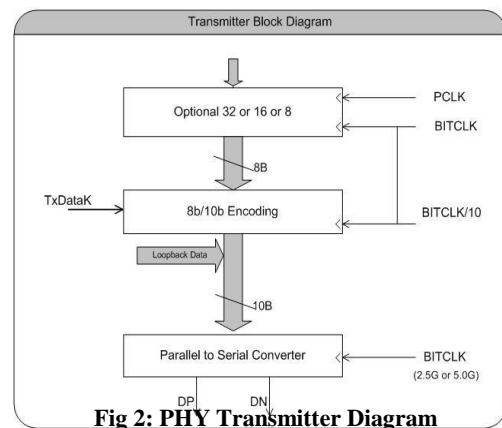 Transmitter Block Diagram
Optional 32 or 16 or 8
PCLK
BITCLK
8B
TxDataK
8b/10b Encoding
BITCLK/10
Loopback Data
10B
Parallel to Serial Converter
BITCLK
(2.5G or 5.0G)
DP
DN
Fig 2: PHY Transmitter Diagram